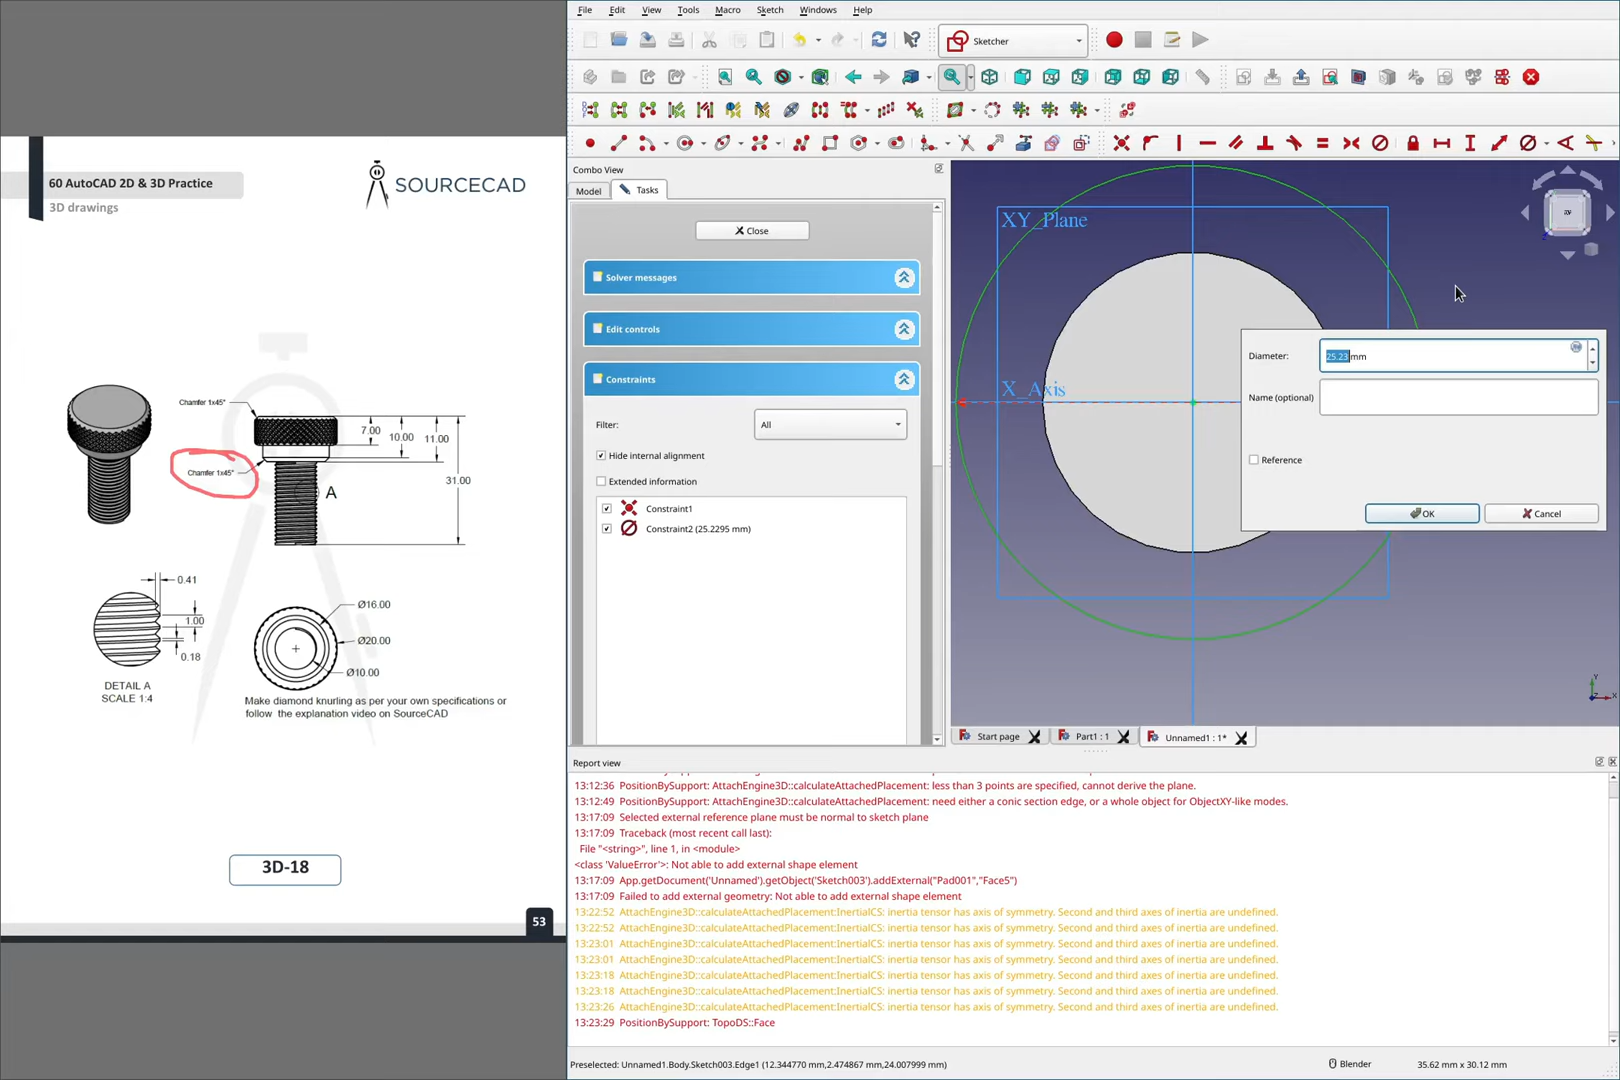 60 AutoCAD 2D & 3D Practice
3D drawings
SOURCECAD
Chamfer 1x45°
7.00
10.00
11.00
Chamfer 1x45°
31.00
A
0.41
1.00
0.18
DETAIL A
SCALE 1:4
Ø16.00
Ø20.00
Ø10.00
Make diamond knurling as per your own specifications or
follow the explanation video on SourceCAD
3D-18
53
File Edit View Tools Macro Sketch Windows Help
Sketcher
Combo View
Model
Tasks
Close
Solver messages
Edit controls
Constraints
Filter:
All
Hide internal alignment
Extended information
Constraint1
Constraint2 (25.2295 mm)
XY_Plane
X_Axis
XY
Y
X
Diameter:
25.23 mm
Name (optional)
Reference
OK
Cancel
Start page
Part1 : 1
Unnamed1 : 1*
Report view
13:12:36 PositionBySupport: AttachEngine3D::calculateAttachedPlacement: less than 3 points are specified, cannot derive the plane.
13:12:49 PositionBySupport: AttachEngine3D::calculateAttachedPlacement: need either a conic section edge, or a whole object for ObjectXY-like modes.
13:17:09 Selected external reference plane must be normal to sketch plane
13:17:09 Traceback (most recent call last):
File "<string>", line 1, in <module>
<class 'ValueError'>: Not able to add external shape element
13:17:09 App.getDocument('Unnamed').getObject('Sketch003').addExternal("Pad001","Face5")
13:17:09 Failed to add external geometry: Not able to add external shape element
13:22:52 AttachEngine3D::calculateAttachedPlacement:InertialCS: inertia tensor has axis of symmetry. Second and third axes of inertia are undefined.
13:22:52 AttachEngine3D::calculateAttachedPlacement:InertialCS: inertia tensor has axis of symmetry. Second and third axes of inertia are undefined.
13:23:01 AttachEngine3D::calculateAttachedPlacement:InertialCS: inertia tensor has axis of symmetry. Second and third axes of inertia are undefined.
13:23:01 AttachEngine3D::calculateAttachedPlacement:InertialCS: inertia tensor has axis of symmetry. Second and third axes of inertia are undefined.
13:23:18 AttachEngine3D::calculateAttachedPlacement:InertialCS: inertia tensor has axis of symmetry. Second and third axes of inertia are undefined.
13:23:18 AttachEngine3D::calculateAttachedPlacement:InertialCS: inertia tensor has axis of symmetry. Second and third axes of inertia are undefined.
13:23:26 AttachEngine3D::calculateAttachedPlacement:InertialCS: inertia tensor has axis of symmetry. Second and third axes of inertia are undefined.
13:23:29 PositionBySupport: TopoDS::Face
Preselected: Unnamed1.Body.Sketch003.Edge1 (12.344770 mm,2.474867 mm,24.007999 mm)
Blender
35.62 mm x 30.12 mm